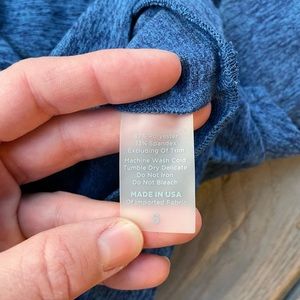 Polyester
13% Spandex
Excluding Of Trim
Machine Wash Cold
Tumble Dry Delicate
Do Not Iron
Do Not Bleach
MADE IN USA
Of Imported Fabric
S